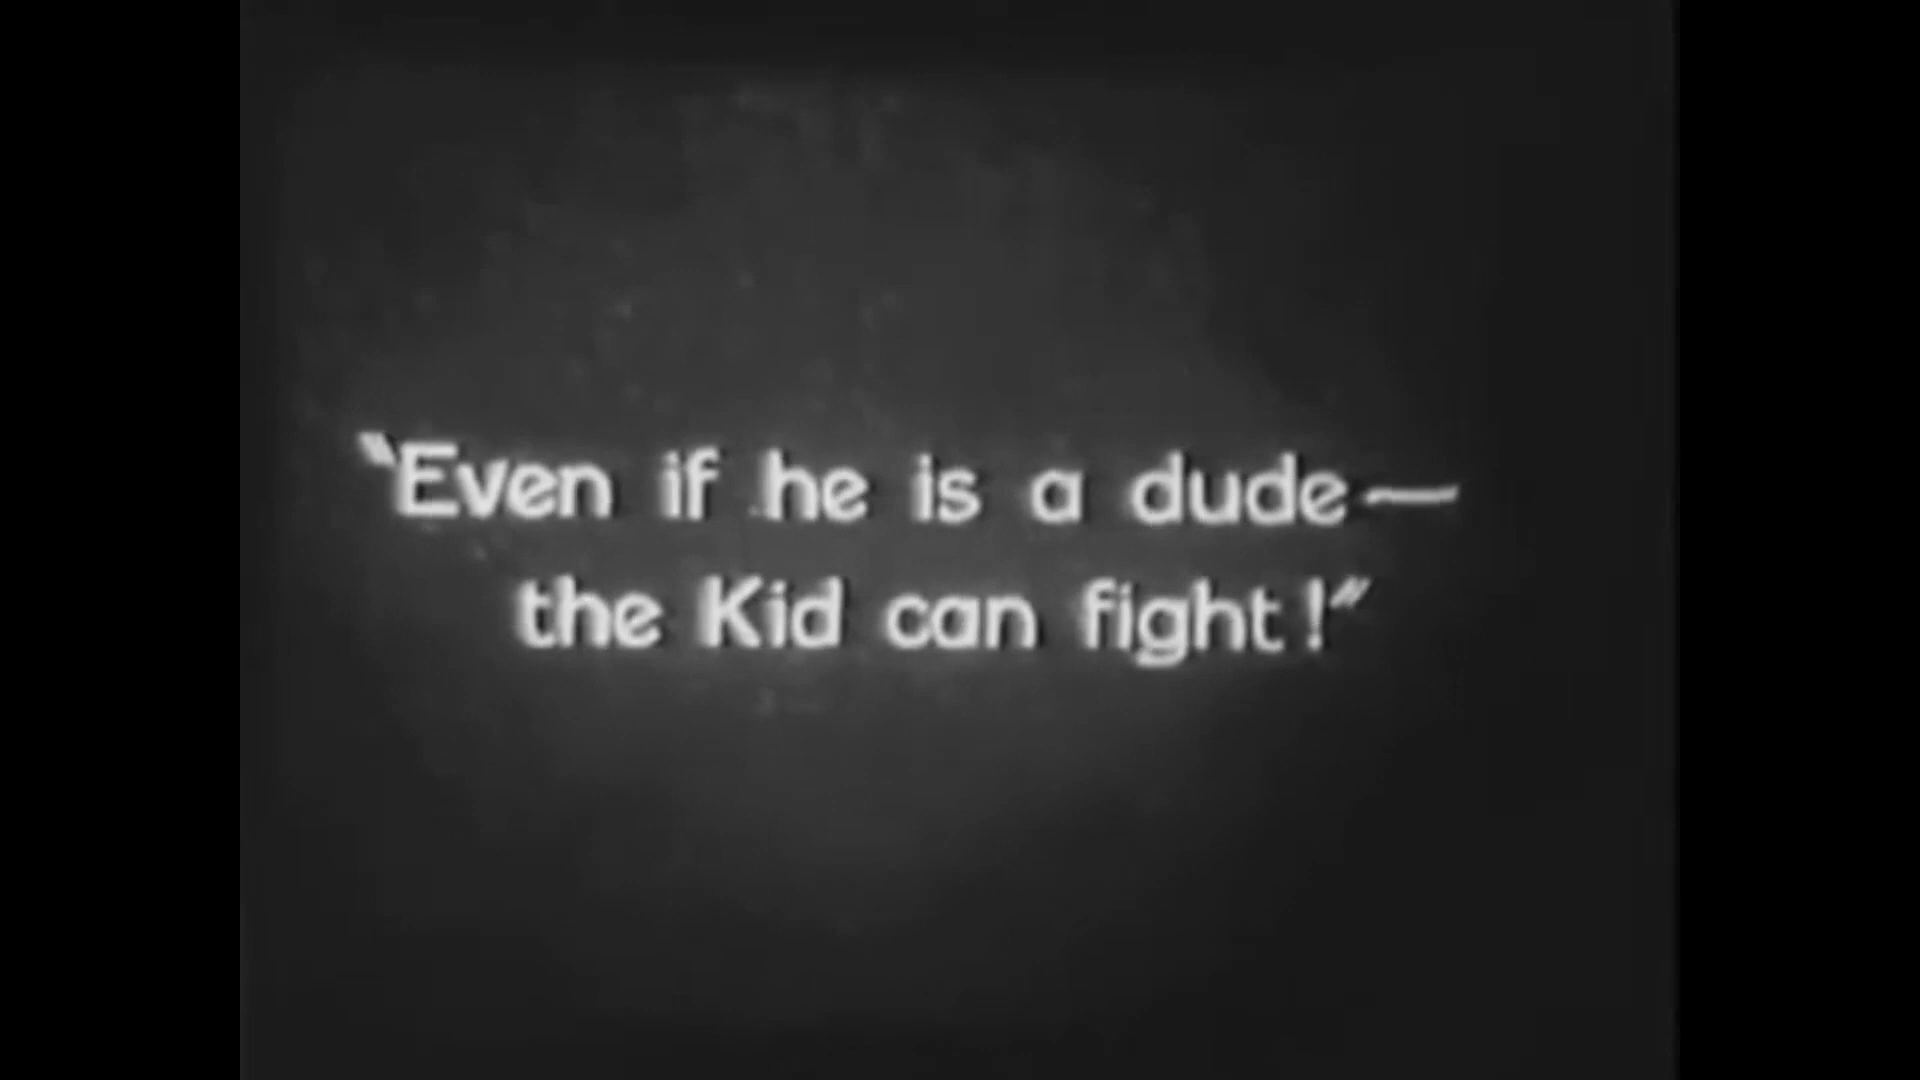 "Even if he is a dude—
the Kid can fight!"